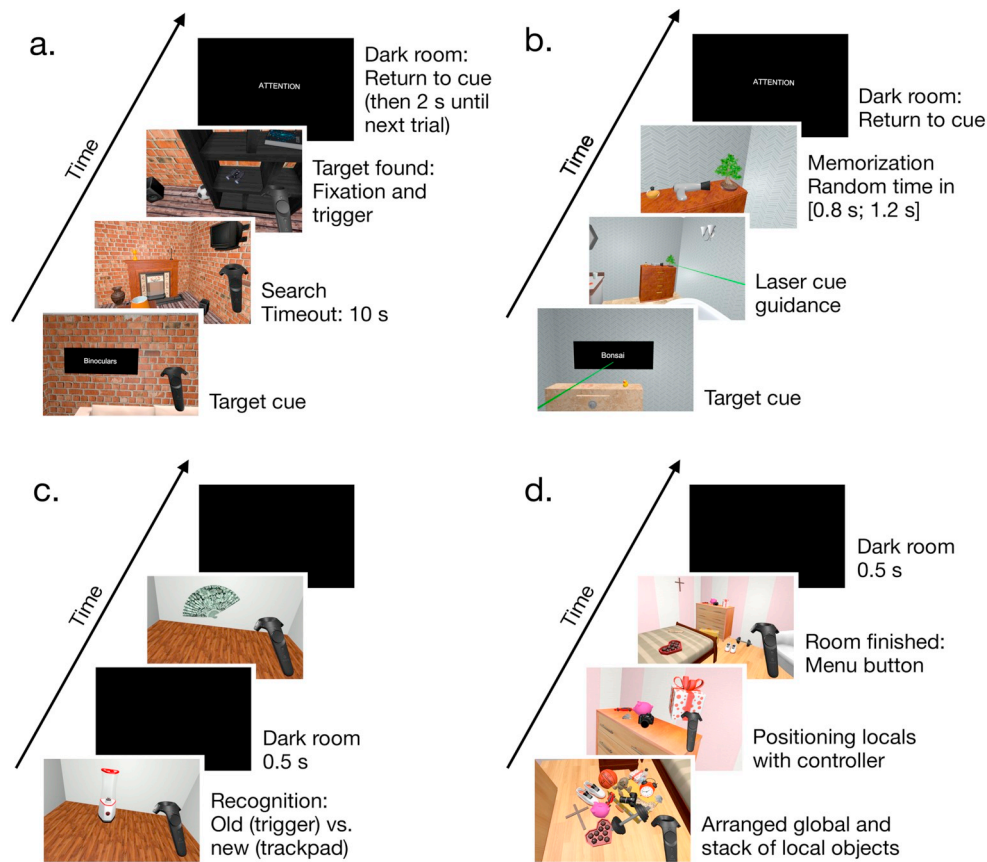 a.
Time
ATTENTION
Dark room:
Return to cue
(then 2 s until
next trial)
Target found:
Fixation and
trigger
Search
Timeout: 10 s
Binoculars
Target cue
b.
Time
ATTENTION
Dark room:
Return to cue
Memorization
Random time in
[0.8 s; 1.2 s]
Laser cue
guidance
Bonsai
Target cue
c.
Time
Dark room
0.5 s
Recognition:
Old (trigger) vs.
new (trackpad)
d.
Time
Dark room
0.5 s
Room finished:
Menu button
Positioning locals
with controller
Arranged global and
stack of local objects